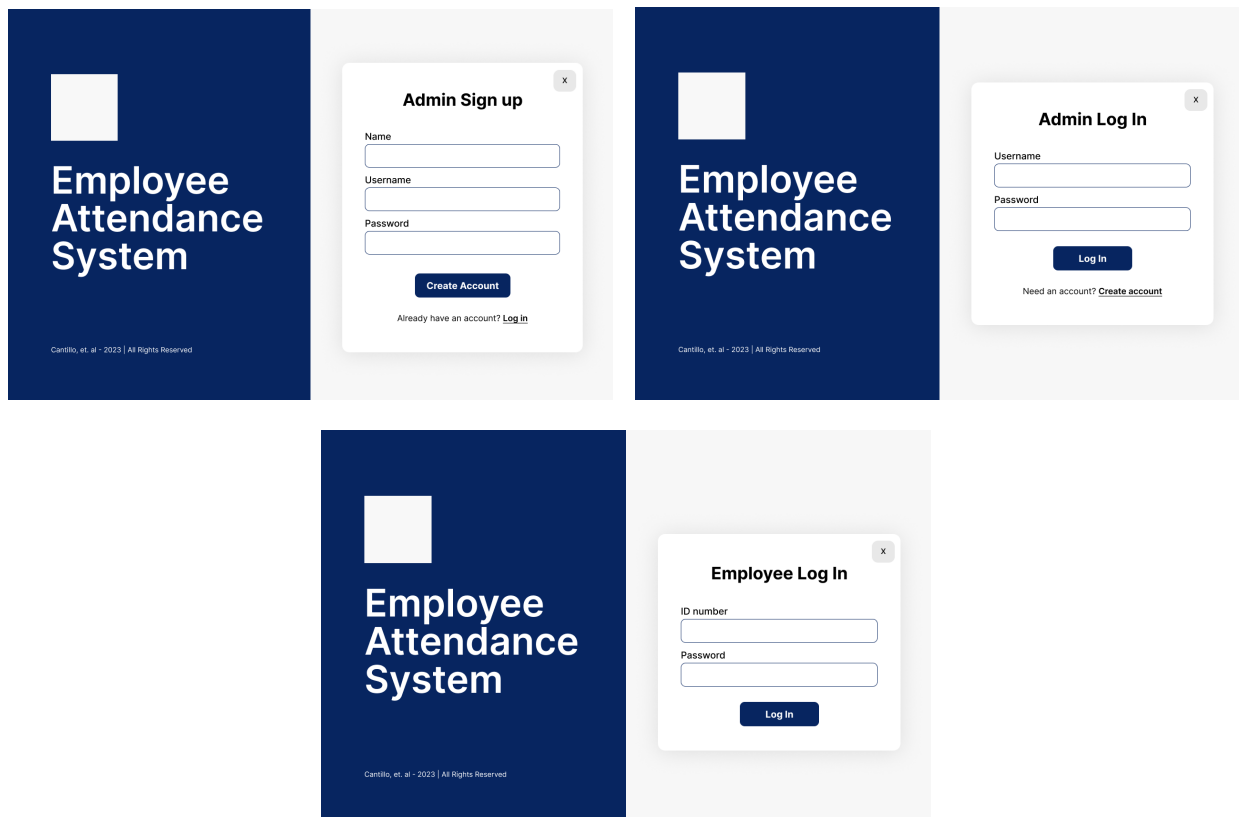 Employee
Attendance
System
Cantillo, et. al - 2023 | All Rights Reserved
X
Admin Sign up
Name
Username
Password
Create Account
Already have an account? Log in
Employee
Attendance
System
Cantillo, et. al - 2023 | All Rights Reserved
X
Admin Log In
Username
Password
Log In
Need an account? Create account
Employee
Attendance
System
Cantillo, et. al - 2023 | All Rights Reserved
X
Employee Log In
ID number
Password
Log In